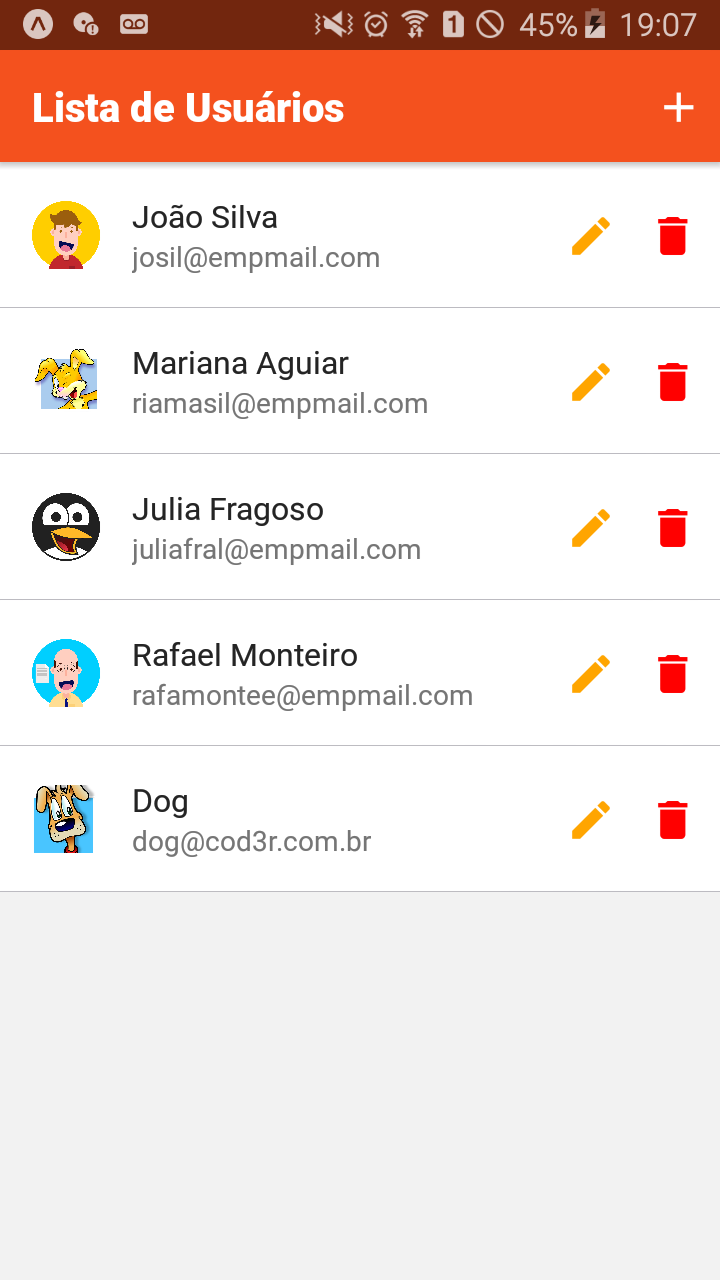 1 45% 19:07
Lista de Usuários
João Silva
josil@empmail.com
Mariana Aguiar
riamasil@empmail.com
Julia Fragoso
juliafral@empmail.com
Rafael Monteiro
rafamontee@empmail.com
Dog
dog@cod3r.com.br